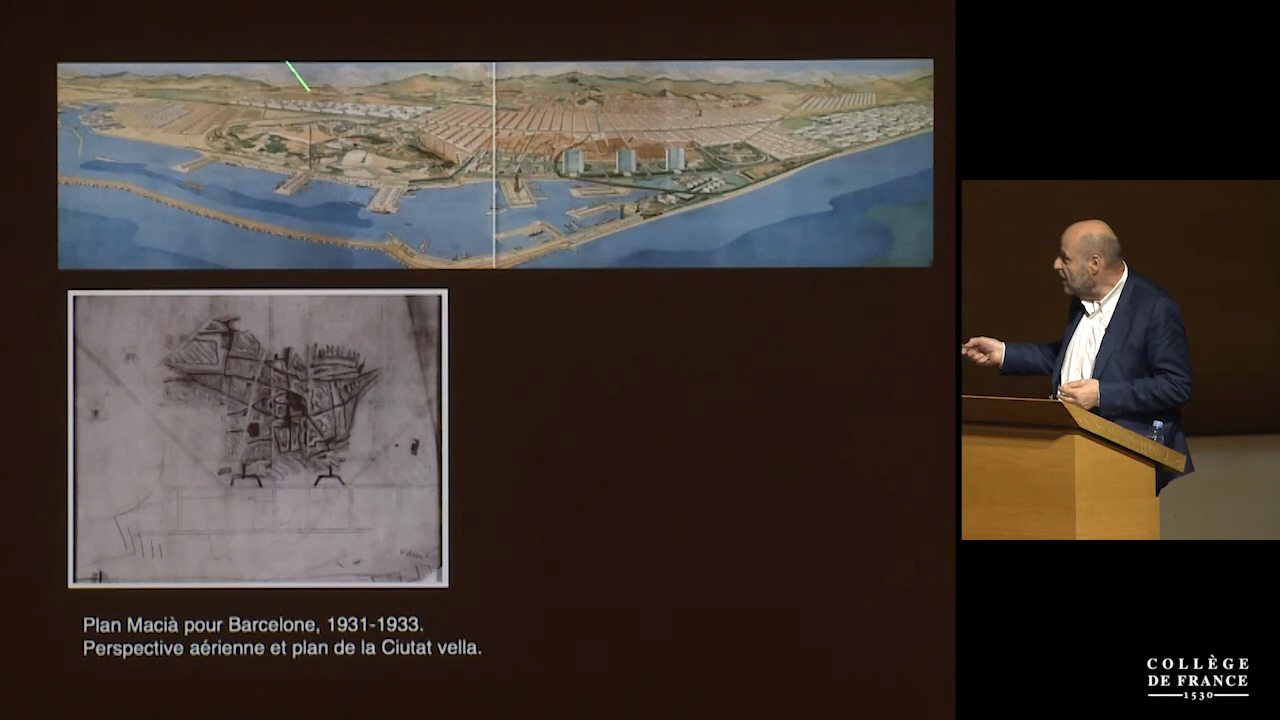 Plan Macià pour Barcelone, 1931-1933.
Perspective aérienne et plan de la Ciutat vella.
COLLÈGE
DE FRANCE
1530